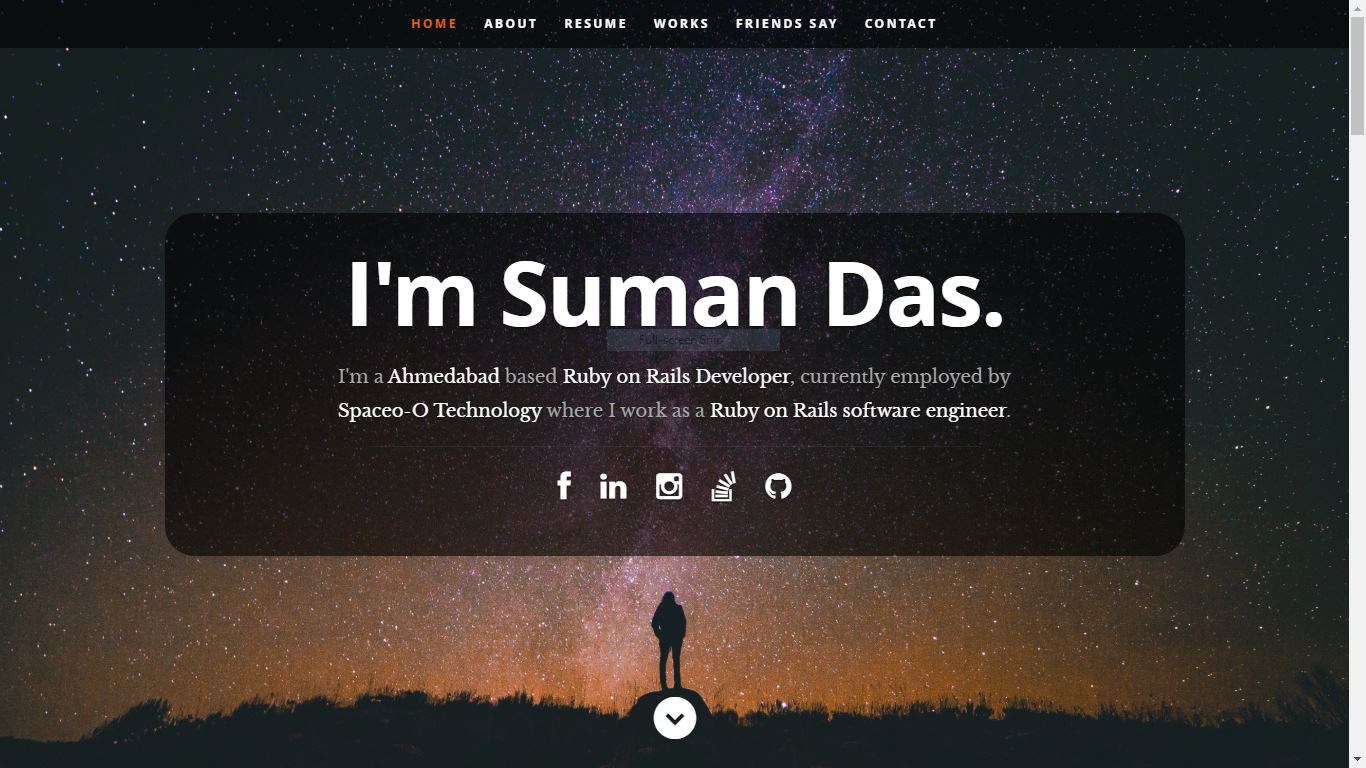 HOME ABOUT RESUME WORKS FRIENDS SAY CONTACT
I'm Suman Das.
Full-screen Snip
I'm a Ahmedabad based Ruby on Rails Developer, currently employed by
Spaceo-O Technology where I work as a Ruby on Rails software engineer.